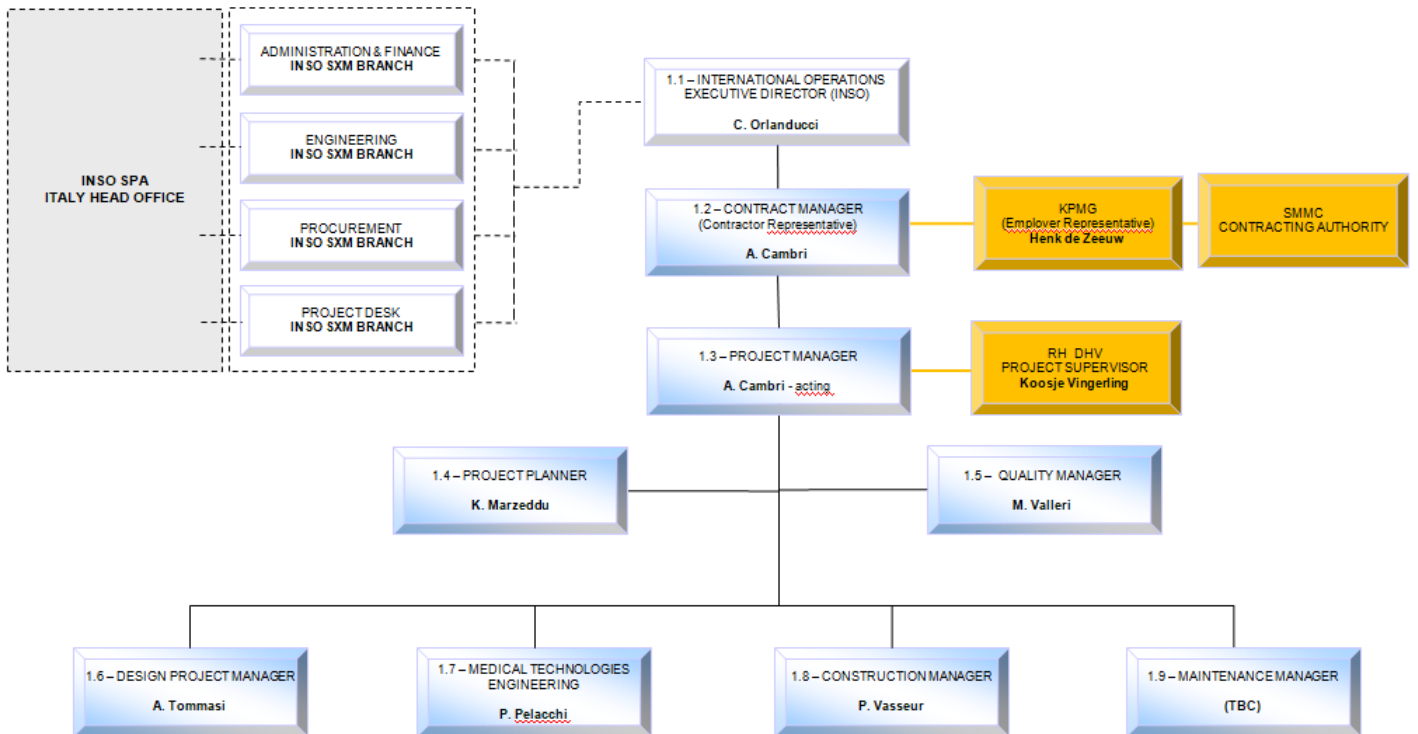 INSO SPA
ITALY HEAD OFFICE
ADMINISTRATION & FINANCE
INSO SXM BRANCH
ENGINEERING
INSO SXM BRANCH
PROCUREMENT
INSO SXM BRANCH
PROJECT DESK
INSO SXM BRANCH
1.1 – INTERNATIONAL OPERATIONS
EXECUTIVE DIRECTOR (INSO)
C. Orlanducci
1.2 – CONTRACT MANAGER
(Contractor Representative)
A. Cambri
KPMG
(Employer Representative)
Henk de Zeeuw
SMMC
CONTRACTING AUTHORITY
1.3 – PROJECT MANAGER
A. Cambri - acting
RH DHV
PROJECT SUPERVISOR
Koosje Vingerling
1.4 – PROJECT PLANNER
K. Marzeddu
1.5 – QUALITY MANAGER
M. Valleri
1.6 – DESIGN PROJECT MANAGER
A. Tommasi
1.7 – MEDICAL TECHNOLOGIES
ENGINEERING
P. Pelacchi
1.8 – CONSTRUCTION MANAGER
P. Vasseur
1.9 – MAINTENANCE MANAGER
(TBC)